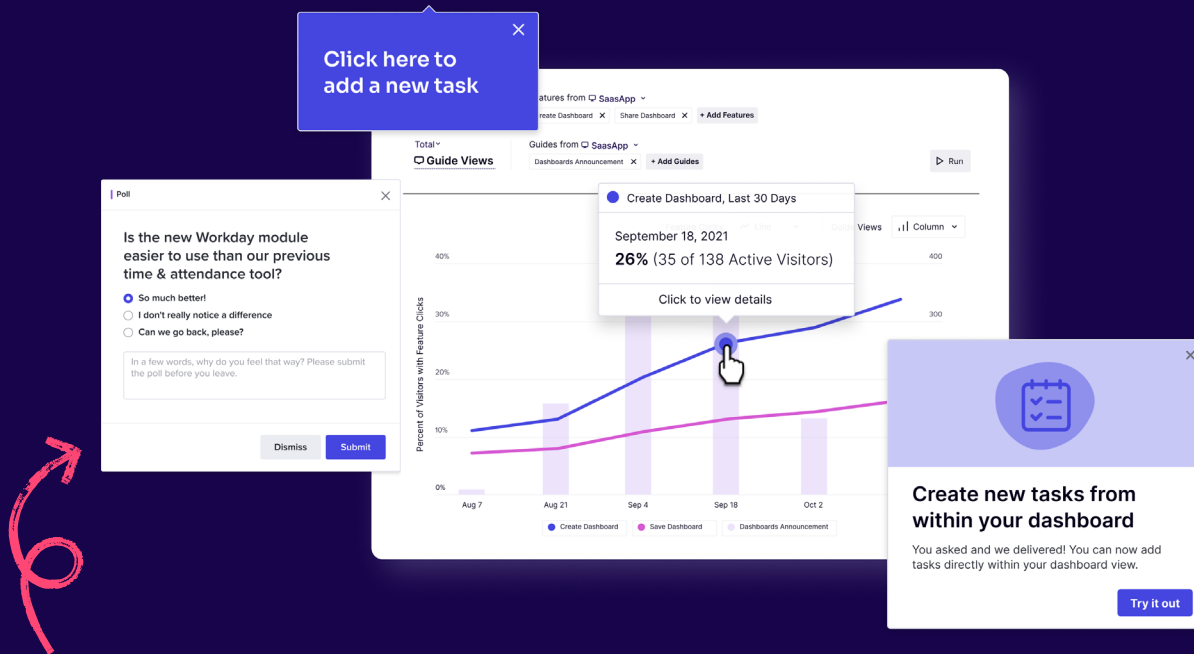 Click here to
add a new task
atures from SaasApp
reate Dashboard
Share Dashboard
+ Add Features
Total
Guide Views
Guides from SaasApp
Dashboards Announcement
+ Add Guides
Run
Poll
Is the new Workday module
easier to use than our previous
time & attendance tool?
So much better!
I don't really notice a difference
Can we go back, please?
In a few words, why do you feel that way? Please submit
the poll before you leave.
Dismiss
Submit
Create Dashboard, Last 30 Days
September 18, 2021
26% (35 of 138 Active Visitors)
Click to view details
Views
Column
Percent of Visitors with Feature Clicks
40%
30%
20%
10%
0%
400
300
Aug 7
Aug 21
Sep 4
Sep 18
Oct 2
Create Dashboard
Save Dashboard
Dashboards Announcement
Create new tasks from
within your dashboard
You asked and we delivered! You can now add
tasks directly within your dashboard view.
Try it out